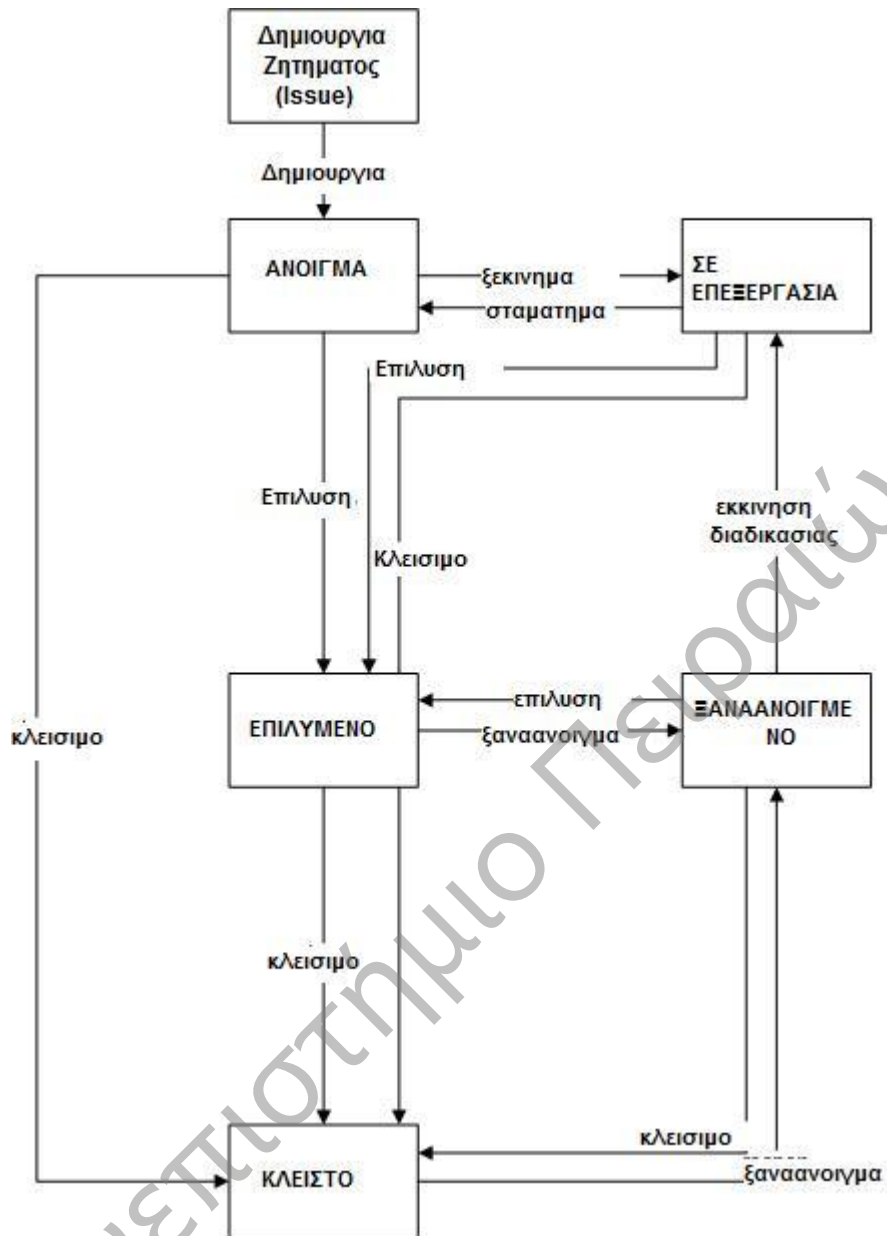 Δημιουργια
Ζητηματος
(Issue)
Δημιουργια
ΑΝΟΙΓΜΑ
ξεκινημα
σταματημα
ΣΕ
ΕΠΕΞΕΡΓΑΣΙΑ
Επιλυση
Επιλυση
Κλεισιμο
εκκινηση
διαδικασιας
κλεισιμο
ΕΠΙΛΥΜΕΝΟ
επιλυση
ξαναανοιγμα
ΞΑΝΑΑΝΟΙΓΜΕ
ΝΟ
κλεισιμο
ΚΛΕΙΣΤΟ
κλεισιμο
ξαναανοιγμα
Πειραιώς